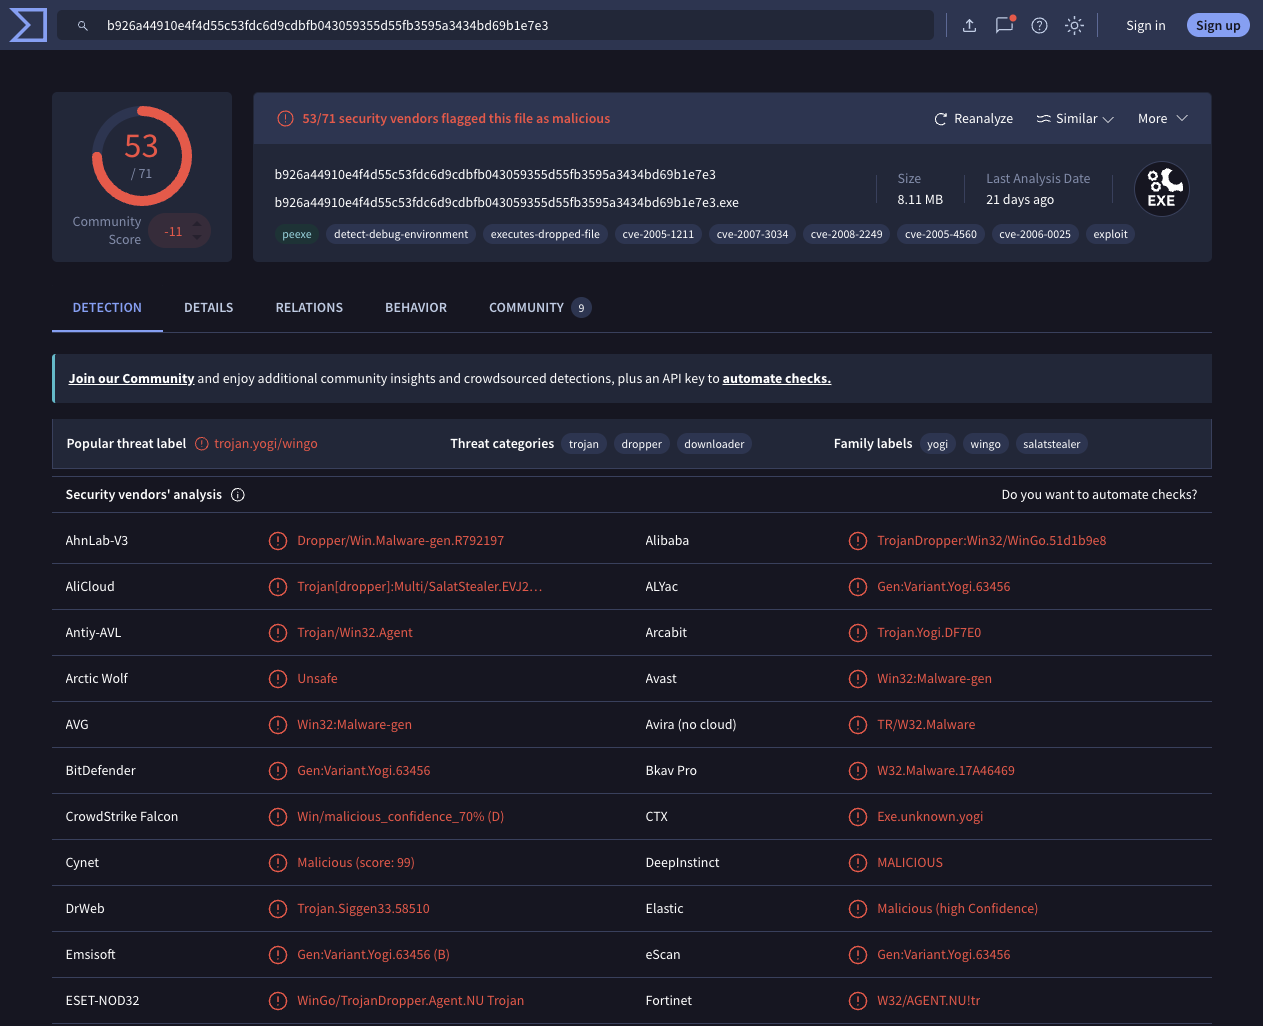 b926a44910e4f4d55c53fdc6d9cdbfb043059355d55fb3595a3434bd69b1e7e3
Sign in
Sign up
53
/ 71
Community
Score
-11
53/71 security vendors flagged this file as malicious
Reanalyze
Similar
More
b926a44910e4f4d55c53fdc6d9cdbfb043059355d55fb3595a3434bd69b1e7e3
b926a44910e4f4d55c53fdc6d9cdbfb043059355d55fb3595a3434bd69b1e7e3.exe
Size
8.11 MB
Last Analysis Date
21 days ago
EXE
peexe detect-debug-environment executes-dropped-file cve-2005-1211 cve-2007-3034 cve-2008-2249 cve-2005-4560 cve-2006-0025 exploit
DETECTION DETAILS RELATIONS BEHAVIOR COMMUNITY 9
Join our Community and enjoy additional community insights and crowdsourced detections, plus an API key to automate checks.
Popular threat label trojan.yogi/wingo Threat categories trojan dropper downloader Family labels yogi wingo salatstealer
Security vendors' analysis Do you want to automate checks?
AhnLab-V3 Dropper/Win.Malware-gen.R792197 Alibaba TrojanDropper:Win32/WinGo.51d1b9e8
AliCloud Trojan[dropper]:Multi/SalatStealer.EVJ2... ALYac Gen:Variant.Yogi.63456
Antiy-AVL Trojan/Win32.Agent Arcabit Trojan.Yogi.DF7E0
Arctic Wolf Unsafe Avast Win32:Malware-gen
AVG Win32:Malware-gen Avira (no cloud) TR/W32.Malware
BitDefender Gen:Variant.Yogi.63456 Bkav Pro W32.Malware.17A46469
CrowdStrike Falcon Win/malicious_confidence_70% (D) CTX Exe.unknown.yogi
Cynet Malicious (score: 99) DeepInstinct MALICIOUS
DrWeb Trojan.Siggen33.58510 Elastic Malicious (high Confidence)
Emsisoft Gen:Variant.Yogi.63456 (B) eScan Gen:Variant.Yogi.63456
ESET-NOD32 WinGo/TrojanDropper.Agent.NU Trojan Fortinet W32/AGENT.NU!tr